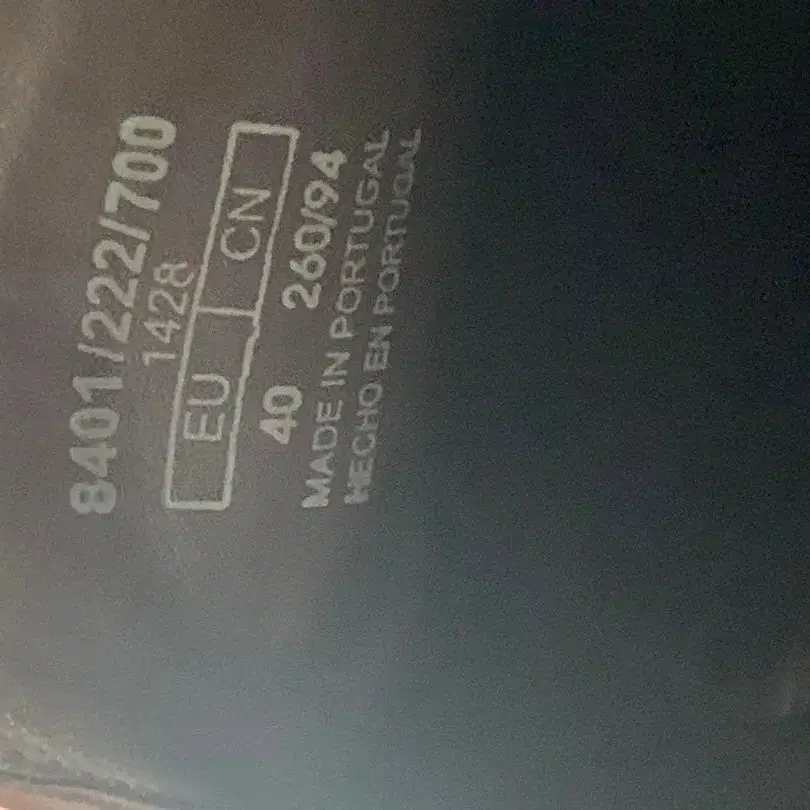 8401/222/700
1428
EU CN
40 260/94
MADE IN PORTUGAL
HECHO EN PORTUGAL